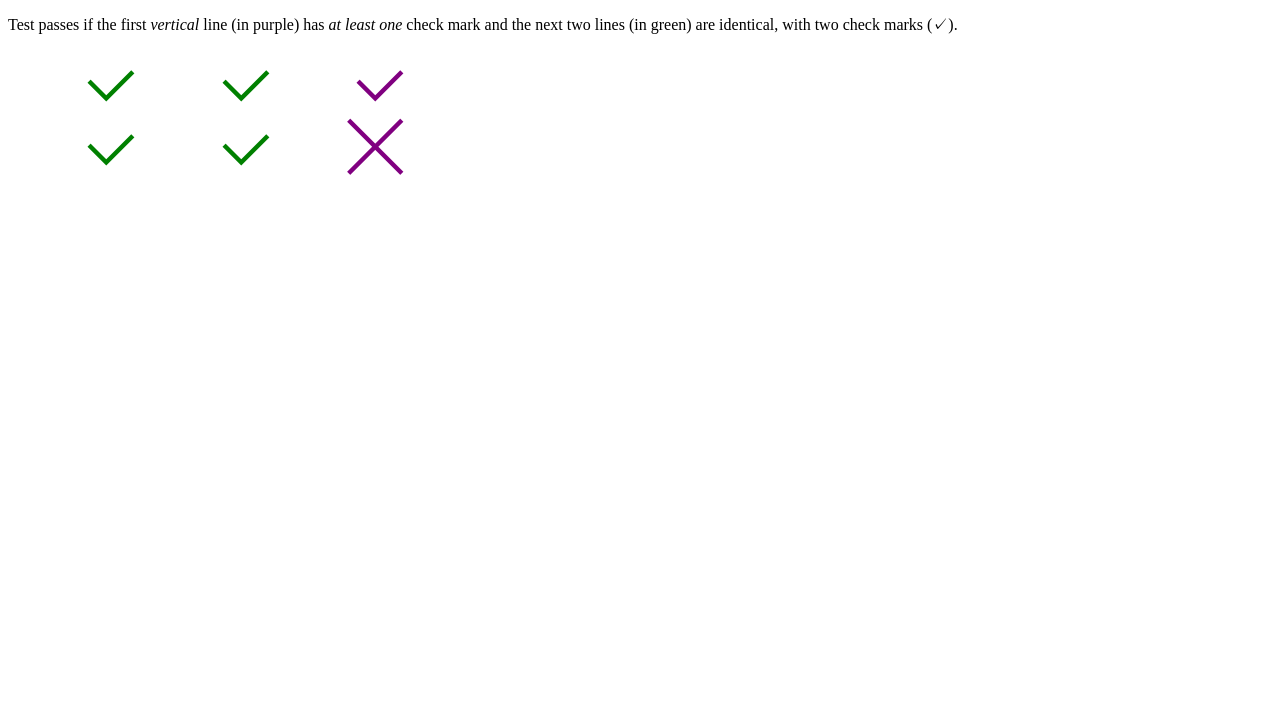 Test passes if the first vertical line (in purple) has at least one check mark and the next two lines (in green) are identical, with two check marks (✓).
✓✗
✓✓
✓✓